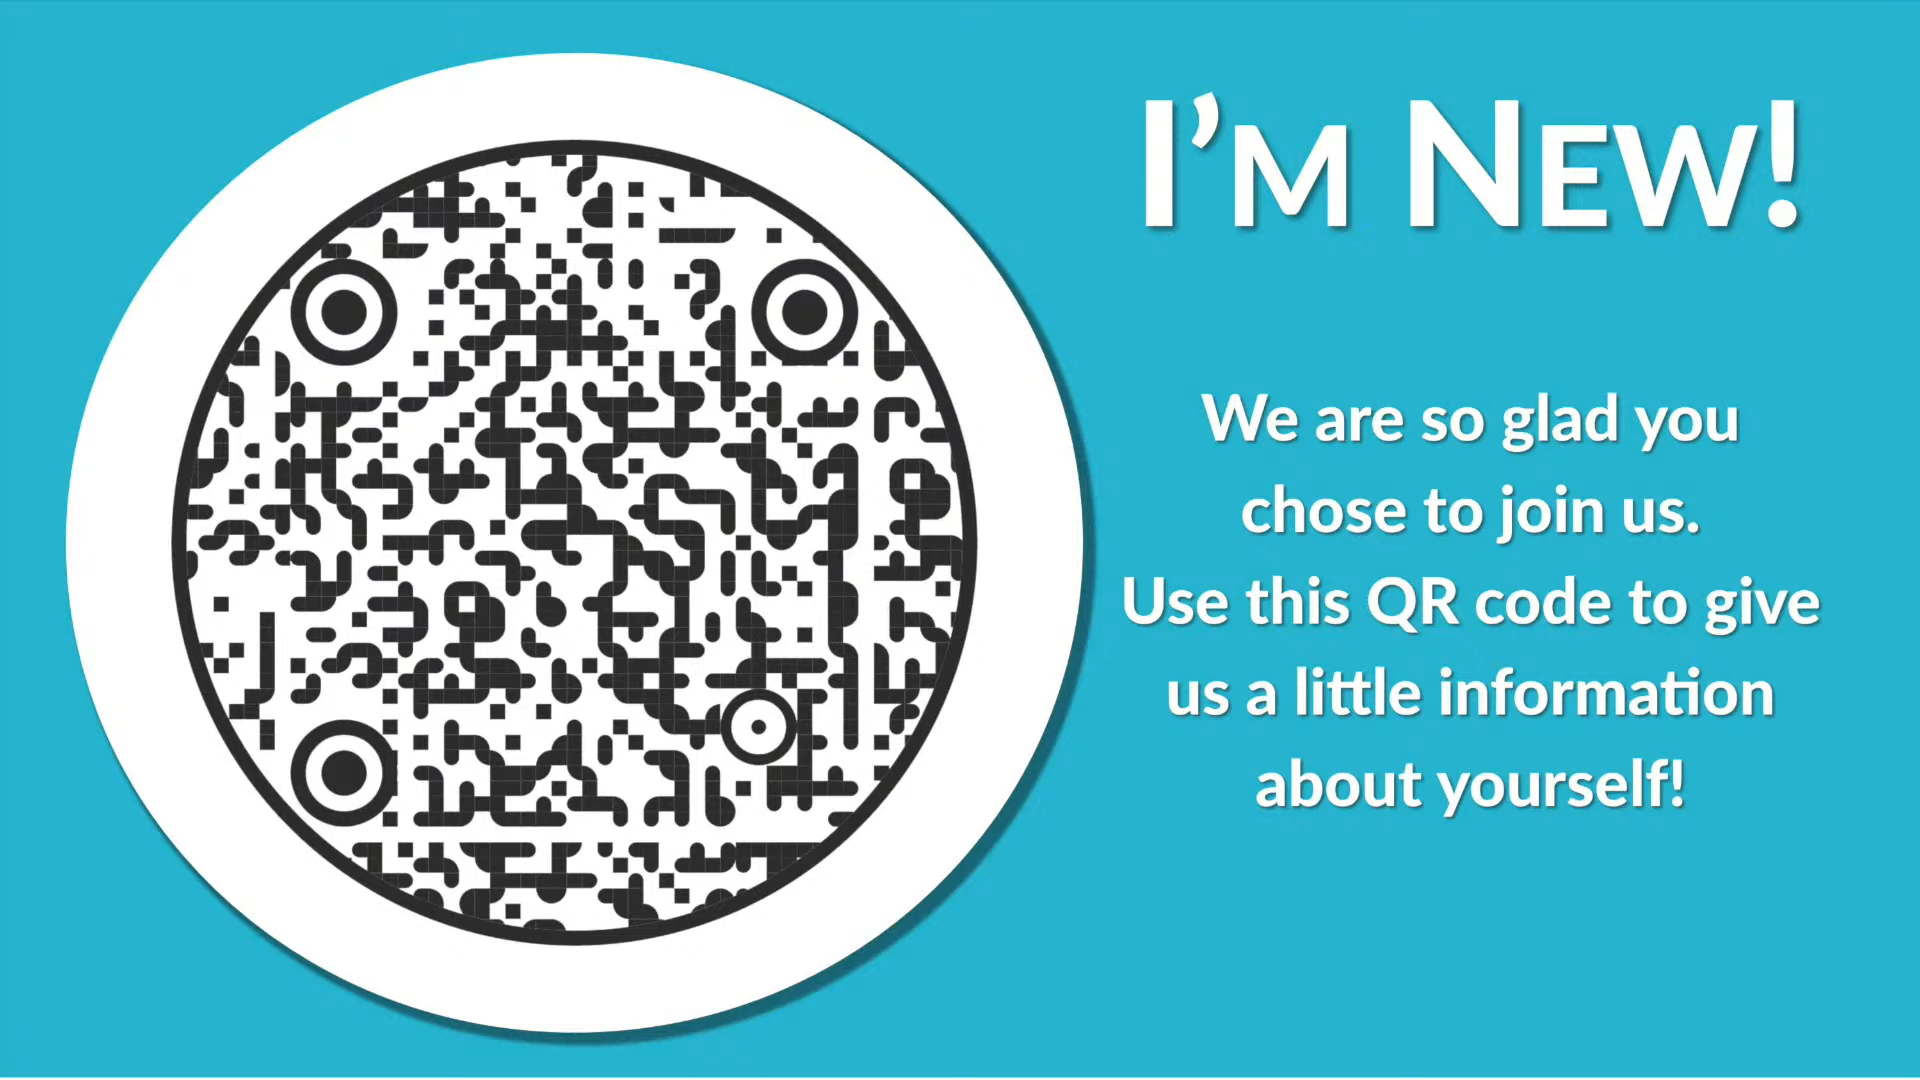 I'M NEW!
We are so glad you
chose to join us.
Use this QR code to give
us a little information
about yourself!